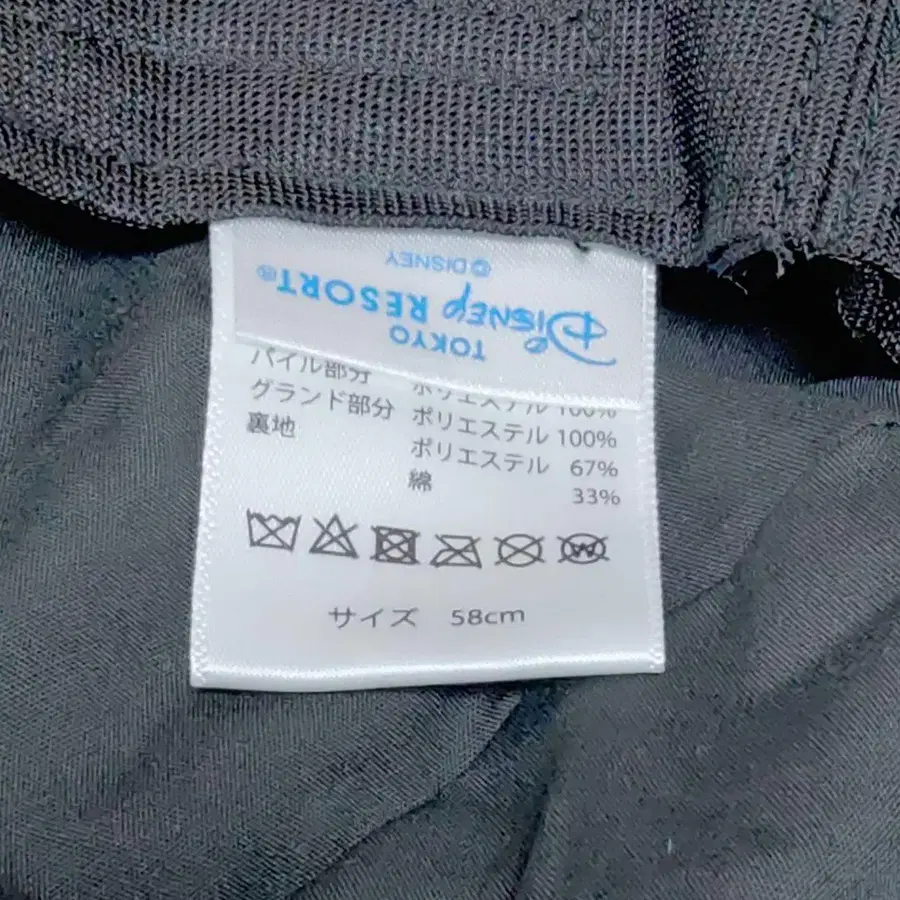 © DISNEY
TOKYO
DISNEY RESORT®
パイル部分 ポリエステル 100%
グランド部分 ポリエステル 100%
裏地 ポリエステル 67%
綿 33%
サイズ 58cm